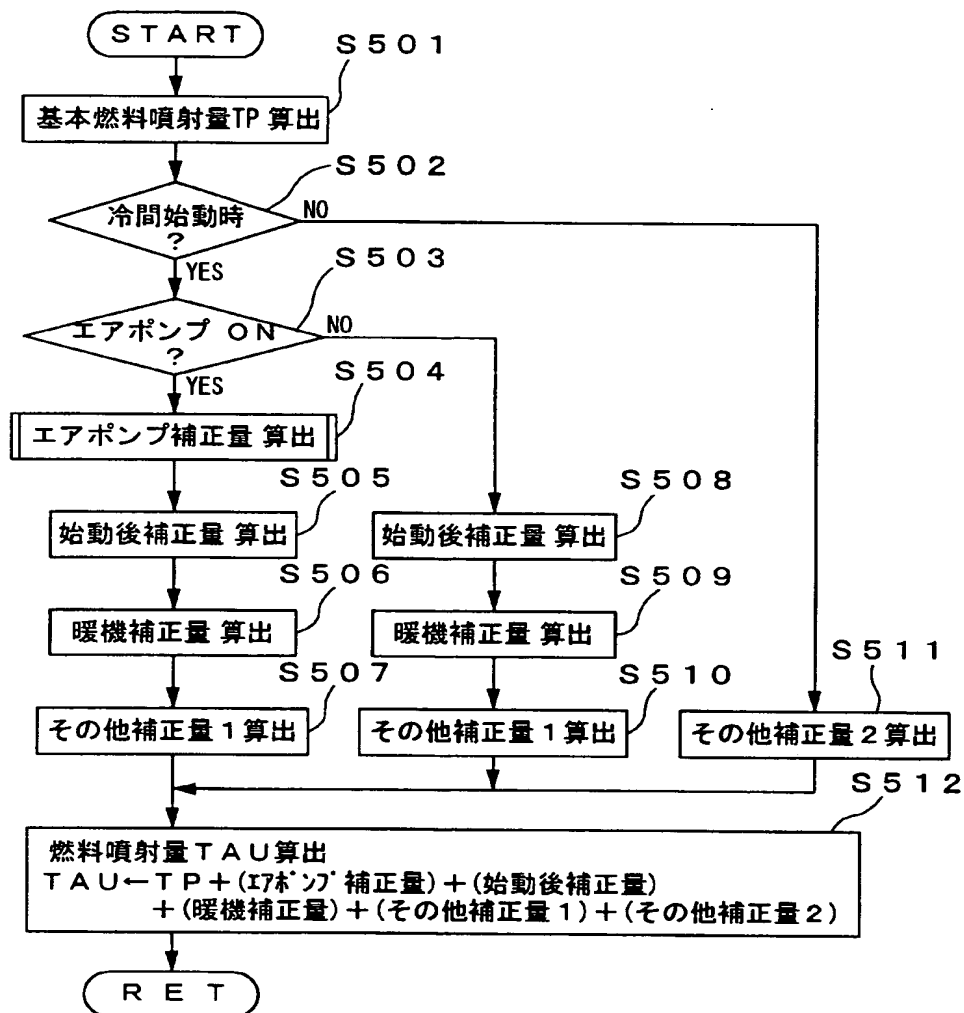 ＳＴＡＲＴ
Ｓ５０１
基本燃料噴射量TP 算出
Ｓ５０２
冷間始動時
？
NO
YES
Ｓ５０３
エアポンプ ＯＮ
？
NO
YES
Ｓ５０４
エアポンプ補正量 算出
Ｓ５０５
始動後補正量 算出
Ｓ５０８
始動後補正量 算出
Ｓ５０６
暖機補正量 算出
Ｓ５０９
暖機補正量 算出
Ｓ５０７
その他補正量１算出
Ｓ５１０
その他補正量１算出
Ｓ５１１
その他補正量２算出
Ｓ５１２
燃料噴射量ＴＡＵ算出
ＴＡＵ←ＴＰ＋(ｴｱﾎﾟﾝﾌﾟ補正量)＋(始動後補正量)
＋(暖機補正量)＋(その他補正量１)＋(その他補正量２)
ＲＥＴ